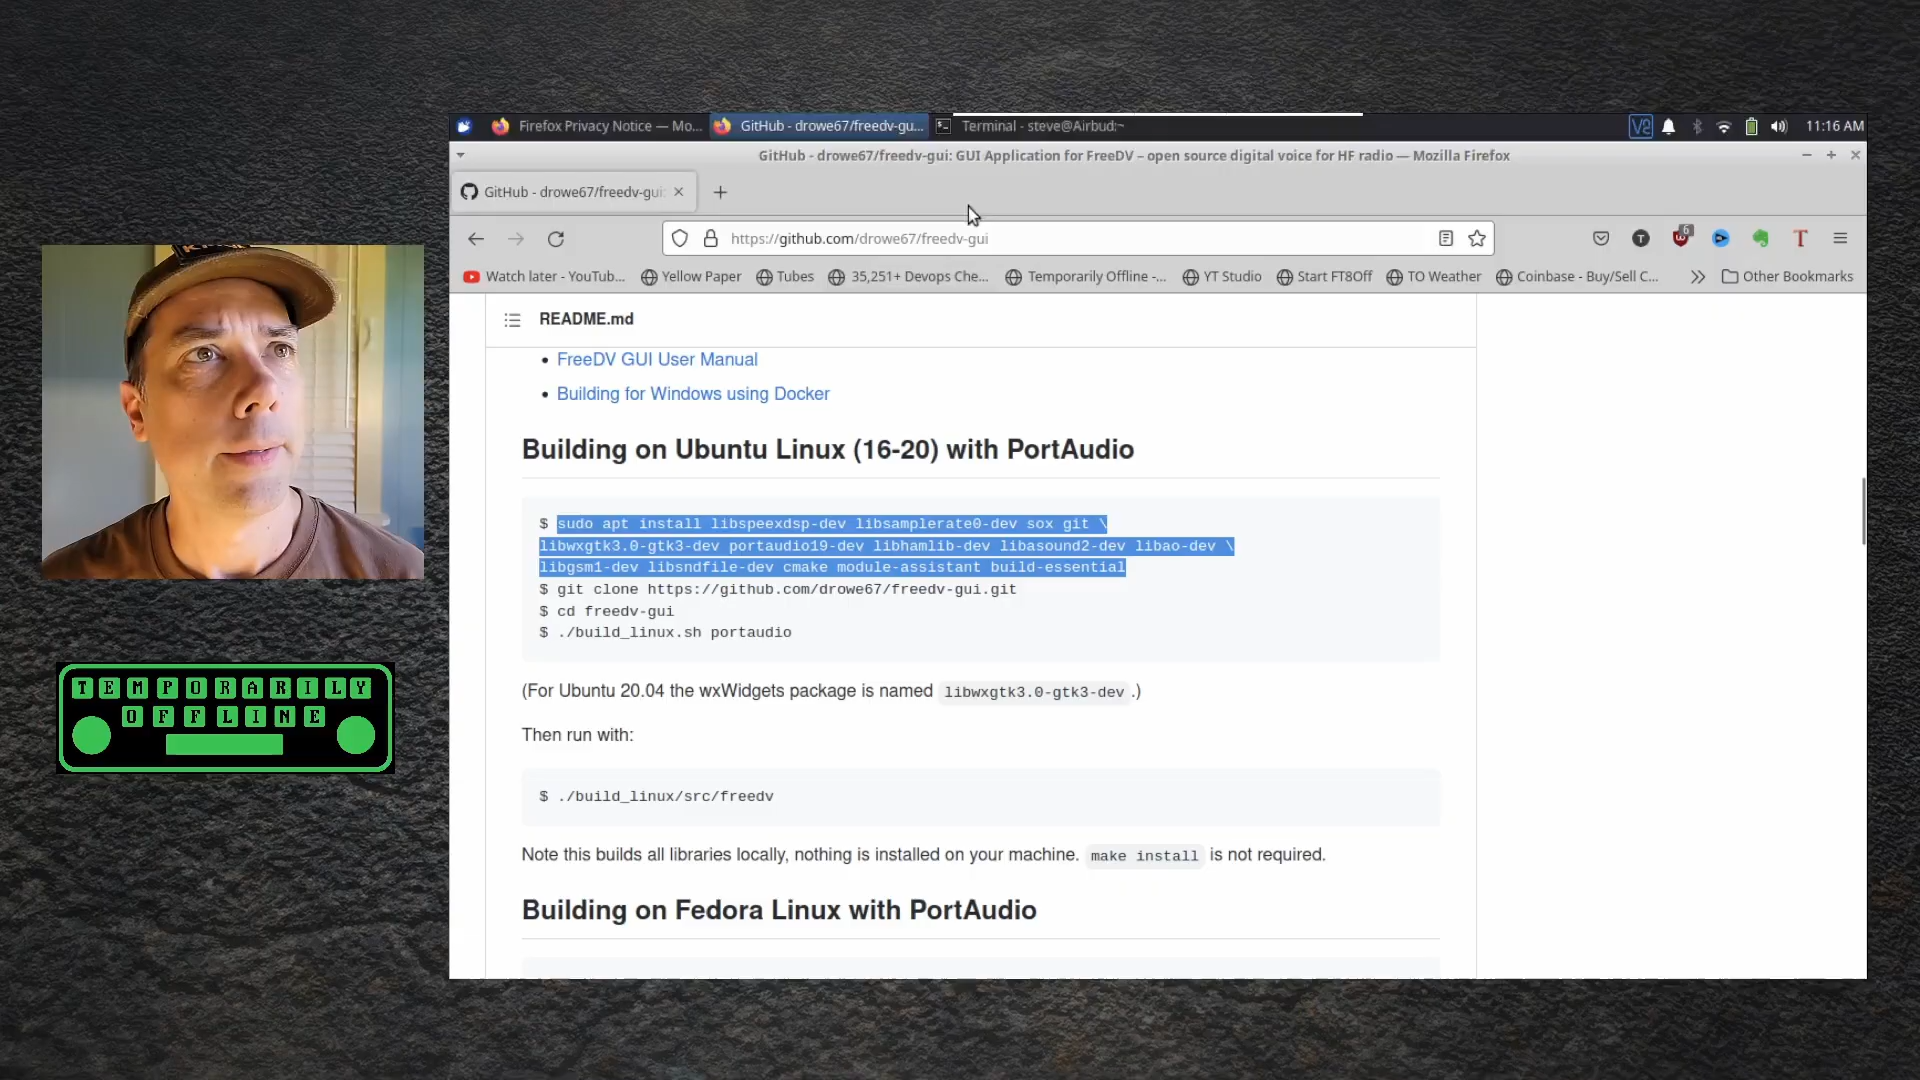 Firefox Privacy Notice — Mo...
GitHub - drowe67/freedv-gu...
Terminal - steve@Airbud:~
11:16 AM
GitHub - drowe67/freedv-gui: GUI Application for FreeDV – open source digital voice for HF radio — Mozilla Firefox
GitHub - drowe67/freedv-gui:
https://github.com/drowe67/freedv-gui
6
Watch later - YouTub...
Yellow Paper
Tubes
35,251+ Devops Che...
Temporarily Offline -...
YT Studio
Start FT8Off
TO Weather
Coinbase - Buy/Sell C...
Other Bookmarks
README.md
FreeDV GUI User Manual
Building for Windows using Docker
Building on Ubuntu Linux (16-20) with PortAudio
$ sudo apt install libspeexdsp-dev libsamplerate0-dev sox git \
libwxgtk3.0-gtk3-dev portaudio19-dev libhamlib-dev libasound2-dev libao-dev \
libgsm1-dev libsndfile-dev cmake module-assistant build-essential
$ git clone https://github.com/drowe67/freedv-gui.git
$ cd freedv-gui
$ ./build_linux.sh portaudio
(For Ubuntu 20.04 the wxWidgets package is named libwxgtk3.0-gtk3-dev .)
Then run with:
$ ./build_linux/src/freedv
Note this builds all libraries locally, nothing is installed on your machine. make install is not required.
Building on Fedora Linux with PortAudio
TEMPORARILY
OFFLINE